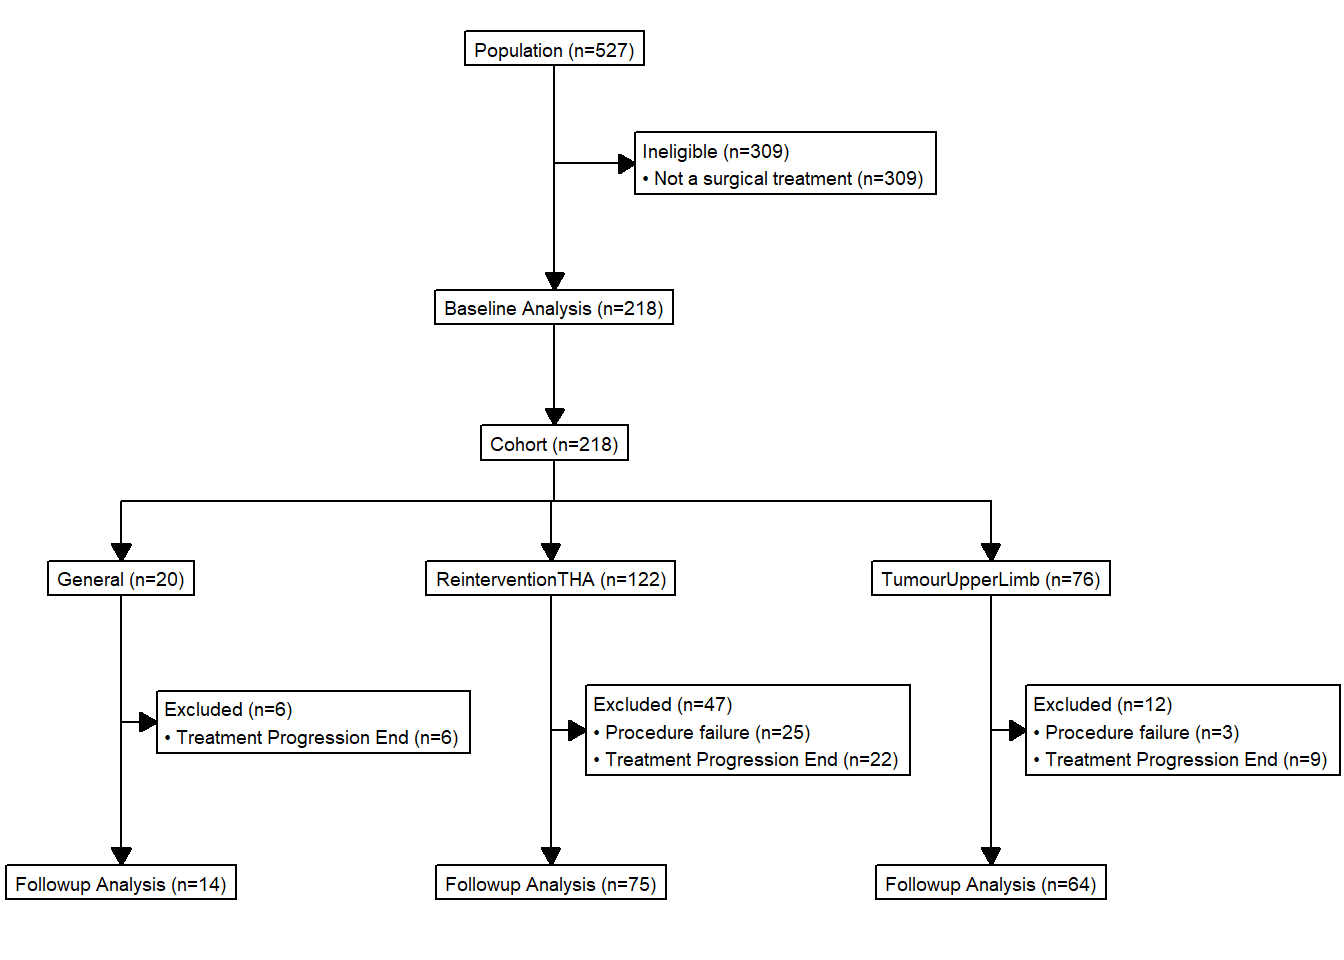 Population (n=527)
Ineligible (n=309)
• Not a surgical treatment (n=309)
Baseline Analysis (n=218)
Cohort (n=218)
General (n=20)
ReinterventionTHA (n=122)
TumourUpperLimb (n=76)
Excluded (n=6)
• Treatment Progression End (n=6)
Excluded (n=47)
• Procedure failure (n=25)
• Treatment Progression End (n=22)
Excluded (n=12)
• Procedure failure (n=3)
• Treatment Progression End (n=9)
Followup Analysis (n=14)
Followup Analysis (n=75)
Followup Analysis (n=64)